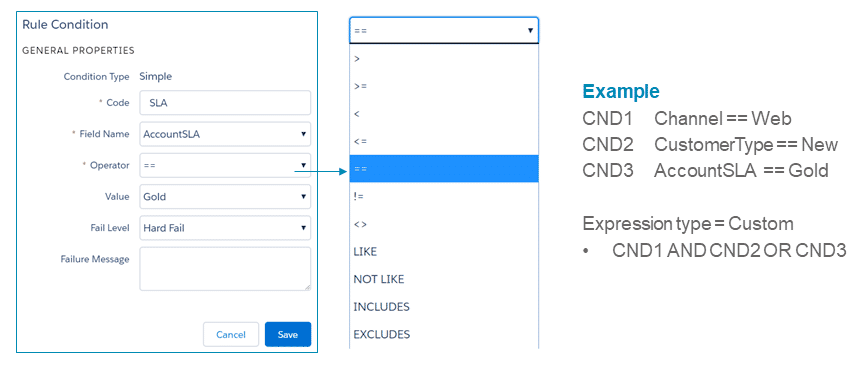 Rule Condition
GENERAL PROPERTIES
Condition Type Simple
* Code SLA
* Field Name AccountSLA
* Operator ==
Value Gold
Fail Level Hard Fail
Failure Message
Cancel Save
==
>
>=
<
<=
==
!=
<>
LIKE
NOT LIKE
INCLUDES
EXCLUDES
Example
CND1 Channel == Web
CND2 CustomerType == New
CND3 AccountSLA == Gold
Expression type = Custom
• CND1 AND CND2 OR CND3